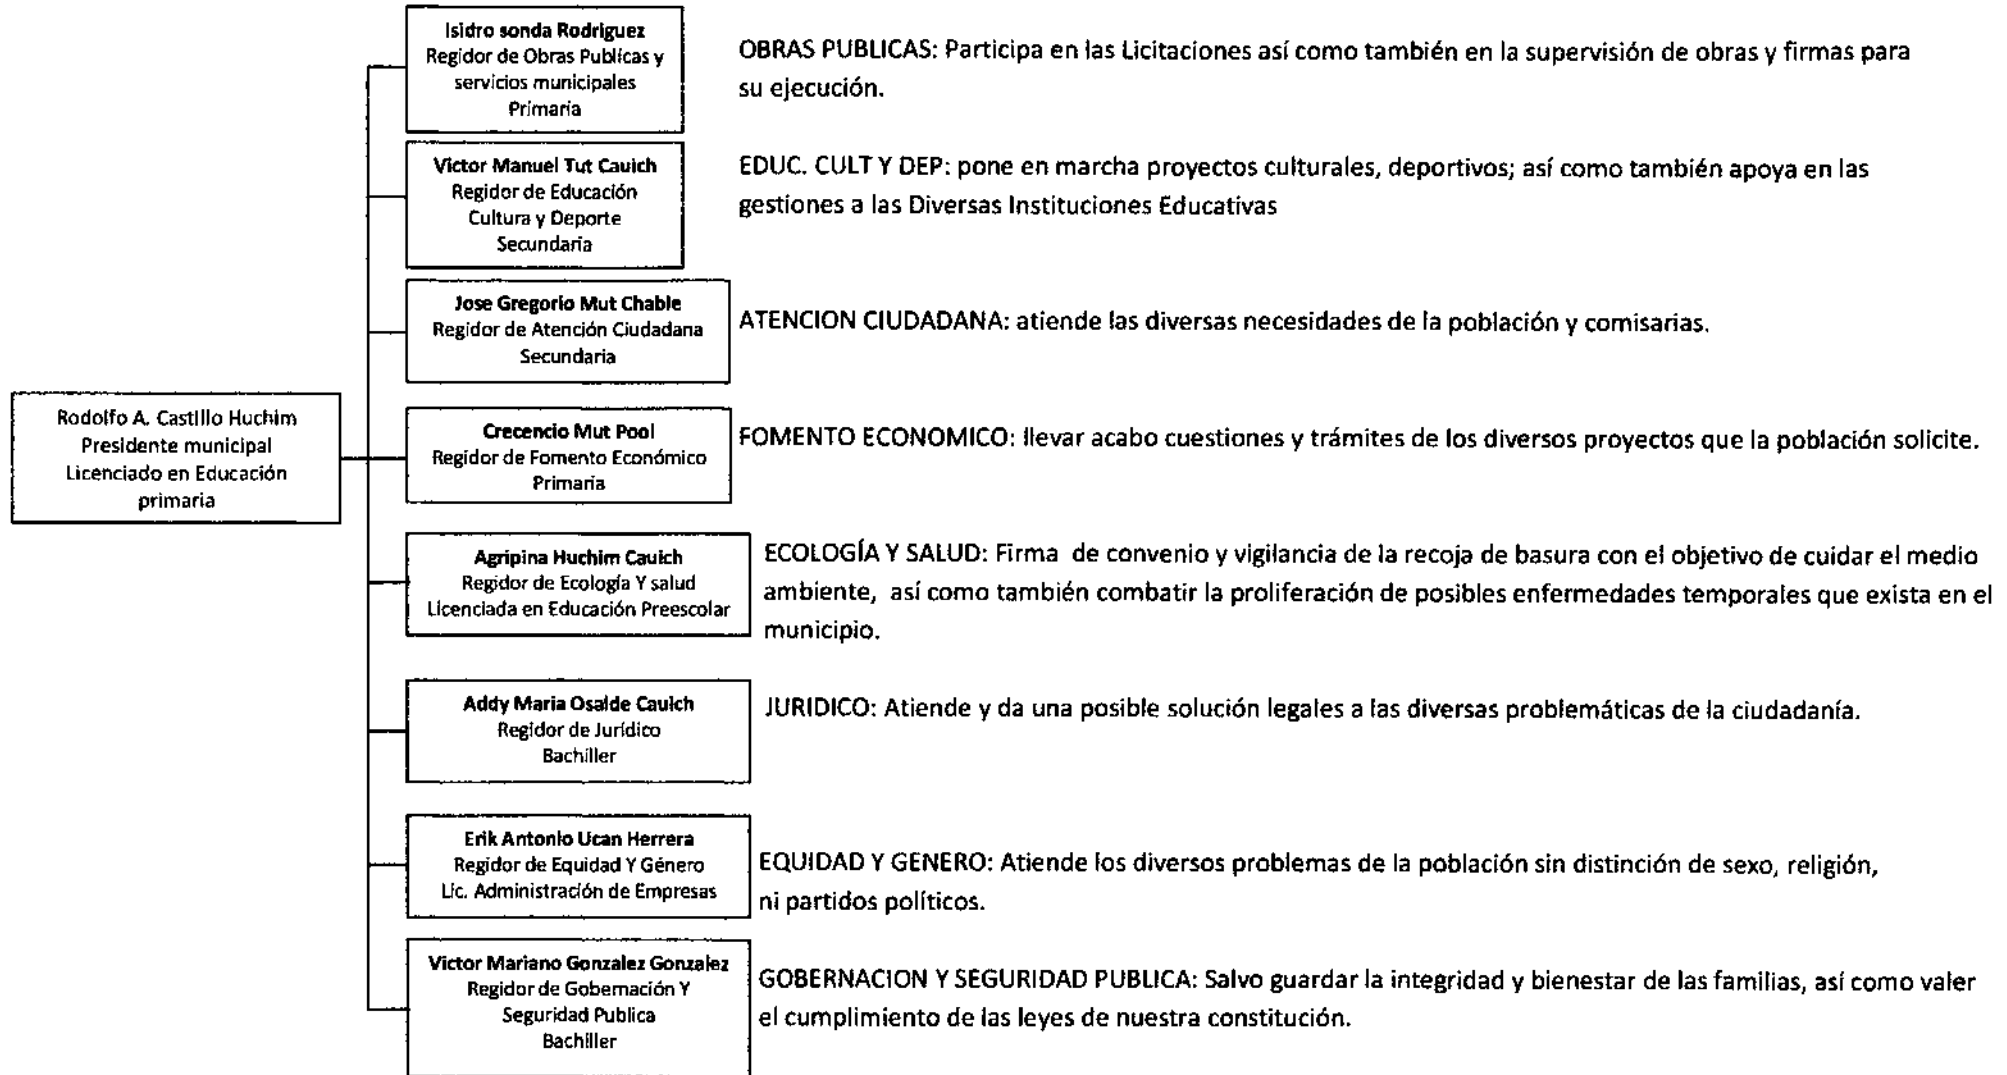 Isidro sonda Rodriguez
Regidor de Obras Publicas y
servicios municipales
Primaria
OBRAS PUBLICAS: Participa en las Licitaciones así como también en la supervisión de obras y firmas para
su ejecución.
Victor Manuel Tut Cauich
Regidor de Educación
Cultura y Deporte
Secundaria
EDUC. CULT Y DEP: pone en marcha proyectos culturales, deportivos; así como también apoya en las
gestiones a las Diversas Instituciones Educativas
Jose Gregorio Mut Chable
Regidor de Atención Ciudadana
Secundaria
ATENCION CIUDADANA: atiende las diversas necesidades de la población y comisarias.
Rodolfo A. Castillo Huchim
Presidente municipal
Licenciado en Educación
primaria
Crecencio Mut Pool
Regidor de Fomento Económico
Primaria
FOMENTO ECONOMICO: llevar acabo cuestiones y trámites de los diversos proyectos que la población solicite.
Agripina Huchim Cauich
Regidor de Ecología Y salud
Licenciada en Educación Preescolar
ECOLOGÍA Y SALUD: Firma de convenio y vigilancia de la recoja de basura con el objetivo de cuidar el medio
ambiente, así como también combatir la proliferación de posibles enfermedades temporales que exista en el
municipio.
Addy Maria Osalde Cauich
Regidor de Jurídico
Bachiller
JURIDICO: Atiende y da una posible solución legales a las diversas problemáticas de la ciudadanía.
Erik Antonio Ucan Herrera
Regidor de Equidad Y Género
Lic. Administración de Empresas
EQUIDAD Y GENERO: Atiende los diversos problemas de la población sin distinción de sexo, religión,
ni partidos políticos.
Victor Mariano Gonzalez Gonzalez
Regidor de Gobernación Y
Seguridad Publica
Bachiller
GOBERNACION Y SEGURIDAD PUBLICA: Salvo guardar la integridad y bienestar de las familias, así como valer
el cumplimiento de las leyes de nuestra constitución.